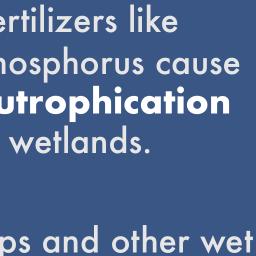 ertilizers like
hosphorus cause
utrophication
wetlands.
ps and other wet